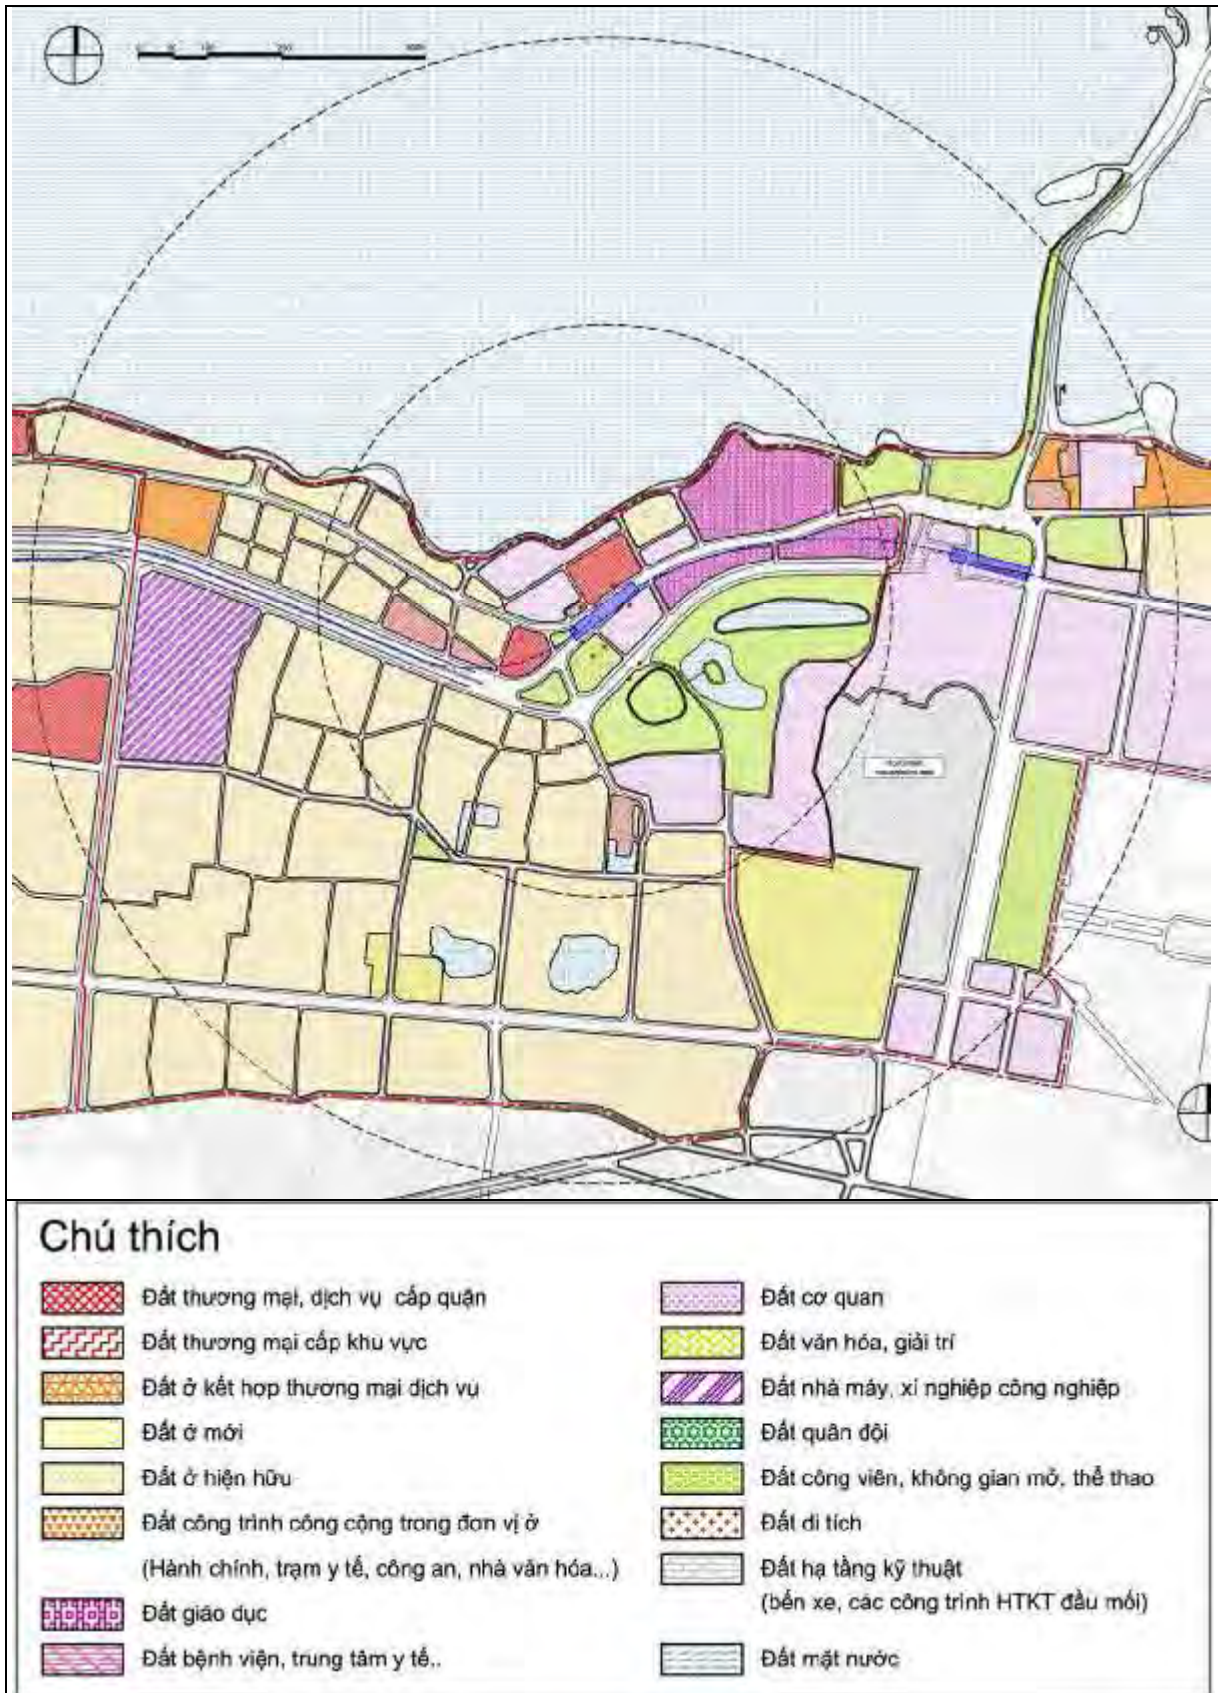 Chú thích
Đất thương mại, dịch vụ cấp quận
Đất thương mại cấp khu vực
Đất ở kết hợp thương mại dịch vụ
Đất ở mới
Đất ở hiện hữu
Đất công trình công cộng trong đơn vị ở
(Hành chính, trạm y tế, công an, nhà văn hóa...)
Đất giáo dục
Đất bệnh viện, trung tâm y tế..
Đất cơ quan
Đất văn hóa, giải trí
Đất nhà máy, xí nghiệp công nghiệp
Đất quân đội
Đất công viên, không gian mở, thể thao
Đất di tích
Đất hạ tầng kỹ thuật
(bến xe, các công trình HTKT đầu mối)
Đất mặt nước